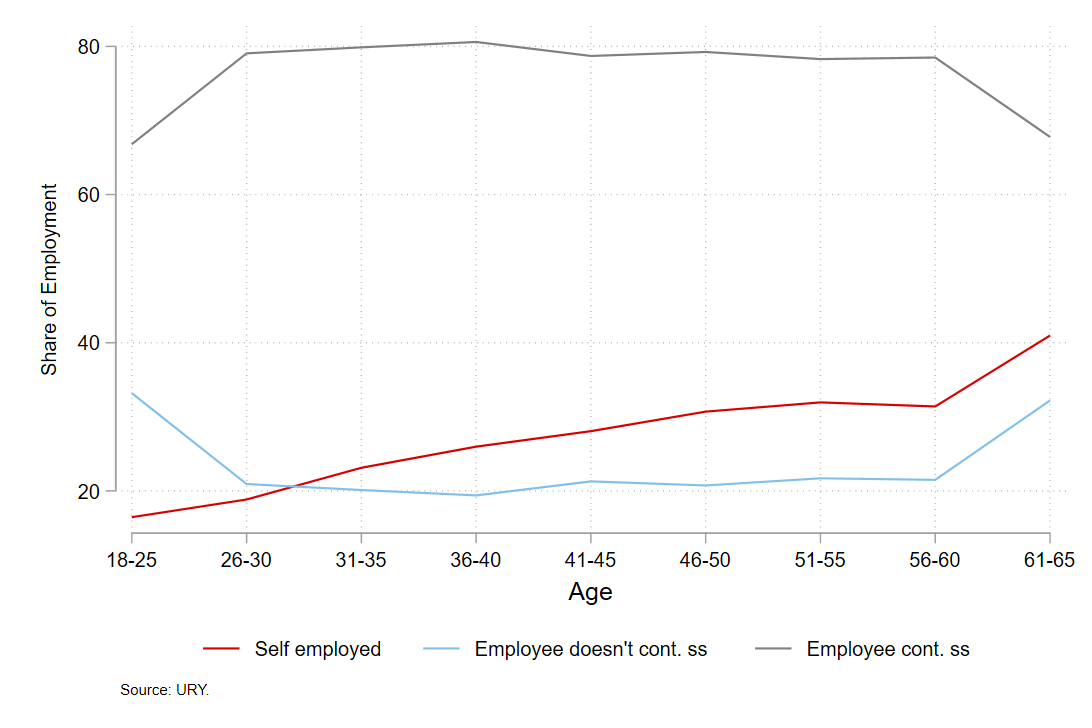 Share of Employment
80
60
40
20
18-25 26-30 31-35 36-40 41-45 46-50 51-55 56-60 61-65
Age
Self employed Employee doesn't cont. ss Employee cont. ss
Source: URY.